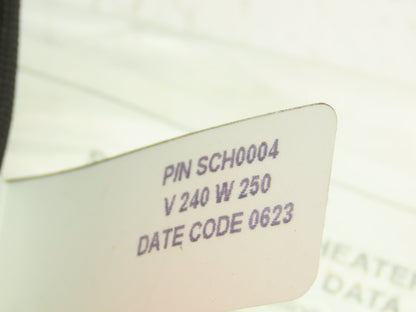 P/N SCH0004
V 240 W 250
DATE CODE 0623
HEATER
DATA